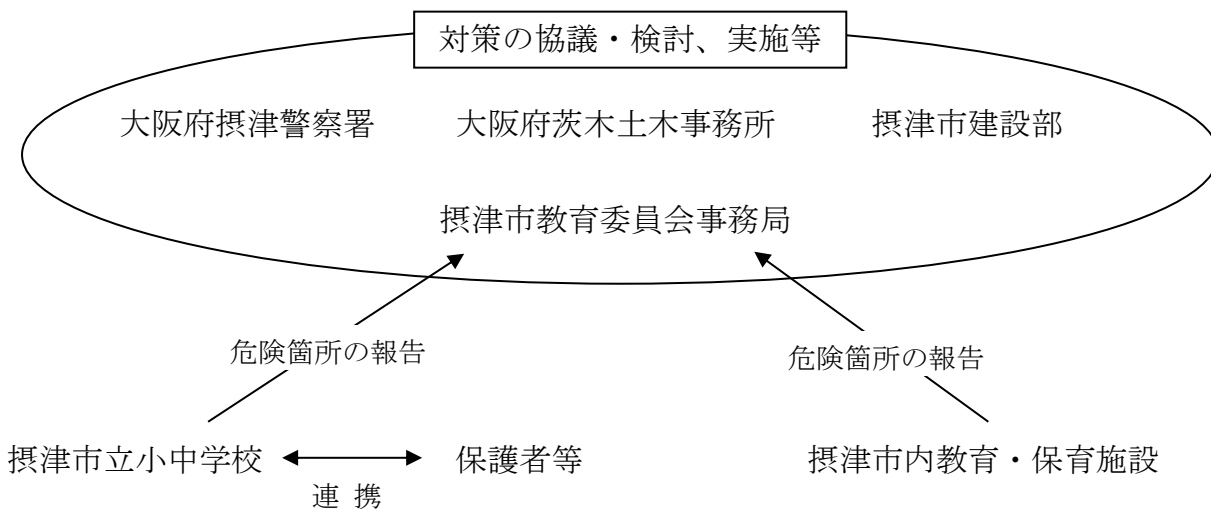 対策の協議・検討、実施等
大阪府摂津警察署 大阪府茨木土木事務所 摂津市建設部
摂津市教育委員会事務局
危険箇所の報告 危険箇所の報告
摂津市立小中学校 保護者等 摂津市内教育・保育施設
連 携